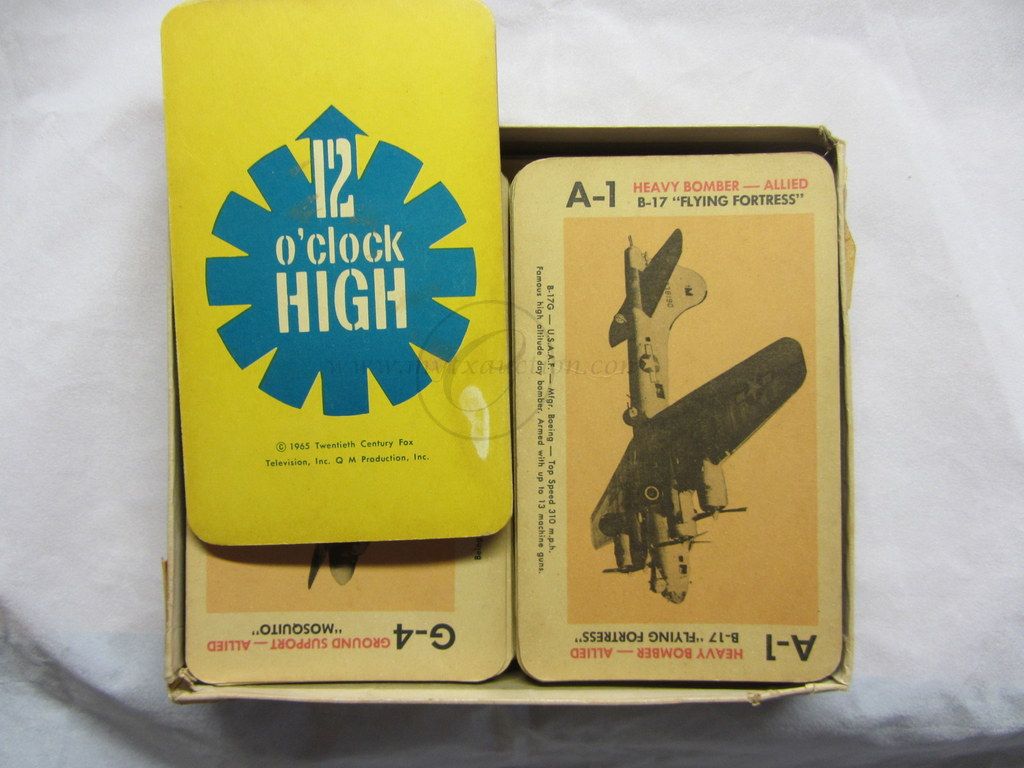 12
o'clock
HIGH
© 1965 Twentieth Century Fox
Television, Inc. Q M Production, Inc.
A-1
HEAVY BOMBER — ALLIED
B-17 "FLYING FORTRESS"
B-17G — U.S.A.A.F. — Mfgr. Boeing — Top Speed 310 m.p.h.
Famous high altitude day bomber. Armed with up to 13 machine guns.
A-1
HEAVY BOMBER — ALLIED
B-17 "FLYING FORTRESS"
G-4
GROUND SUPPORT — ALLIED
"MOSQUITO"